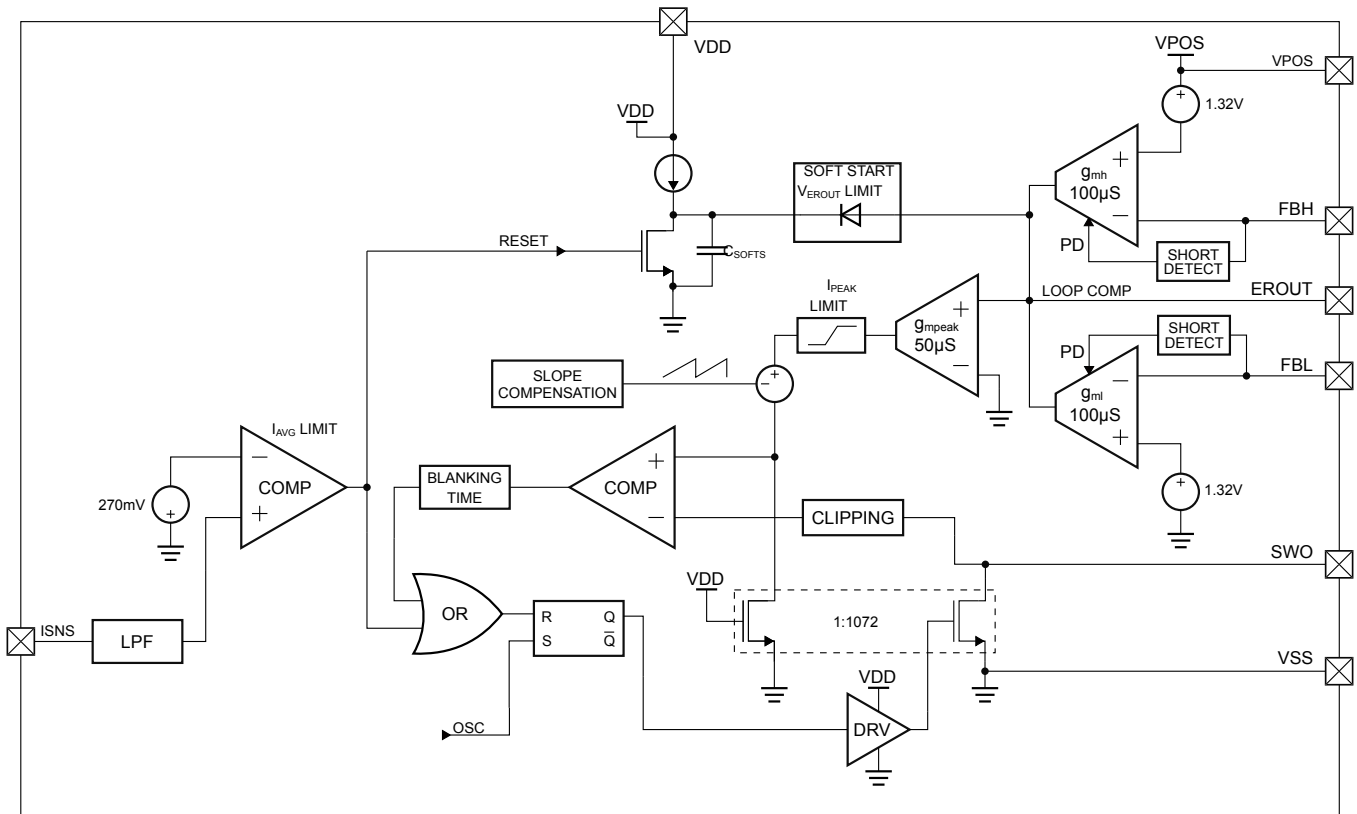 VDD
VPOS
VPOS
1.32V
VDD
SOFT START
VEROUT LIMIT
+
gmh
100µS
−
FBH
PD
SHORT
DETECT
RESET
CSOFTS
IPEAK
LIMIT
LOOP COMP
EROUT
+
gmpeak
50µS
−
SHORT
DETECT
PD
−
FBL
gml
100µS
+
SLOPE
COMPENSATION
+
−
IAVG LIMIT
−
COMP
+
270mV
+
BLANKING
TIME
+
COMP
−
1.32V
+
CLIPPING
SWO
VDD
1:1072
OR
R
Q
S
Q
ISNS
LPF
VSS
VDD
DRV
OSC